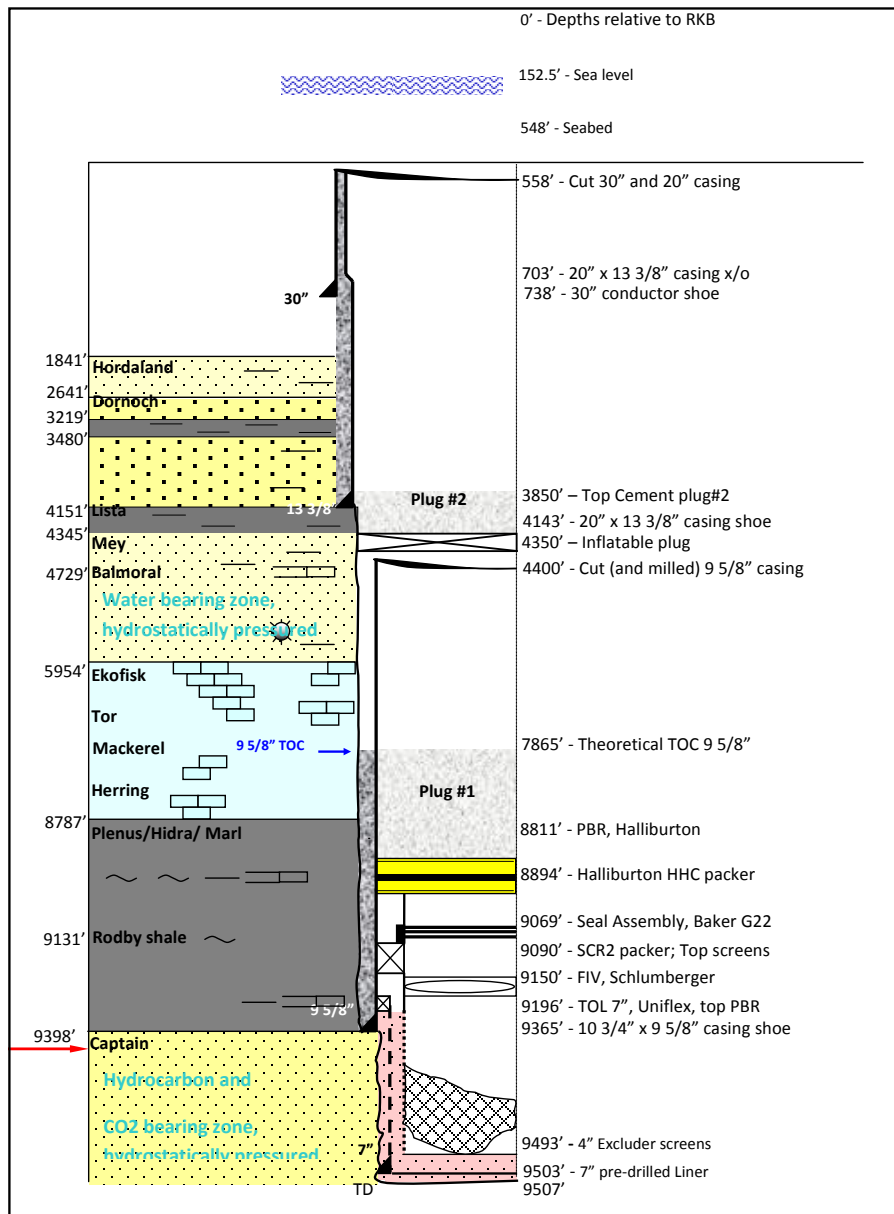 0' - Depths relative to RKB
152.5' - Sea level
548' - Seabed
558' - Cut 30” and 20” casing
703' - 20” x 13 3/8” casing x/o
738' - 30” conductor shoe
30”
1841’
Hordaland
2641’
Dornoch
3219’
3480’
Plug #2
3850’ – Top Cement plug#2
4151’
Lista
13 3/8”
4143’ - 20” x 13 3/8” casing shoe
4345’
Mey
4350’ – Inflatable plug
4729’
Balmoral
4400’ - Cut (and milled) 9 5/8” casing
Water bearing zone,
hydrostatically pressured
5954’
Ekofisk
Tor
Mackerel
9 5/8” TOC
7865’ - Theoretical TOC 9 5/8”
Herring
Plug #1
8787’
Plenus/Hidra/ Marl
8811’ - PBR, Halliburton
8894’ - Halliburton HHC packer
9069’ - Seal Assembly, Baker G22
9131’
Rodby shale
9090’ - SCR2 packer; Top screens
9150’ - FIV, Schlumberger
9196’ - TOL 7”, Uniflex, top PBR
9 5/8”
9365’ - 10 3/4” x 9 5/8” casing shoe
9398’
Captain
Hydrocarbon and
CO2 bearing zone,
hydrostatically pressured
7”
9493’ - 4” Excluder screens
9503’ - 7” pre-drilled Liner
TD
9507’